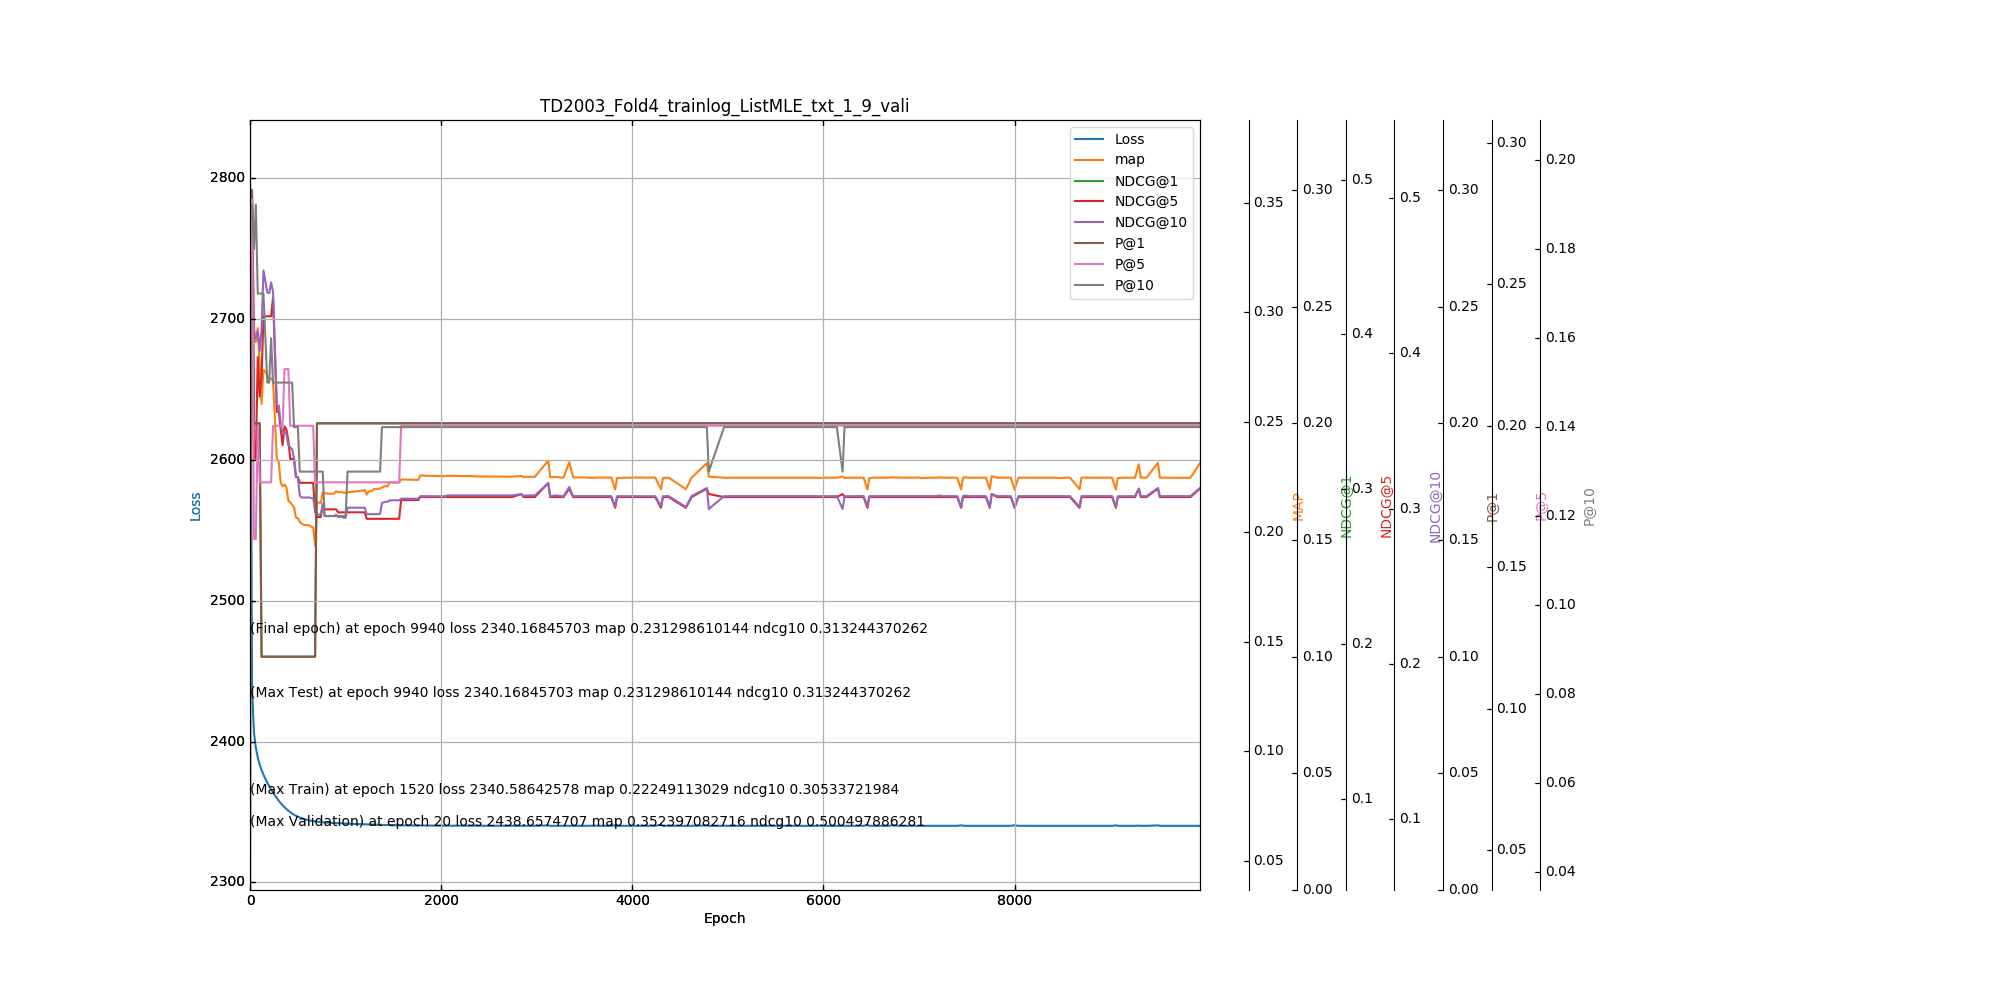 TD2003_Fold4_trainlog_ListMLE_txt_1_9_vali
Loss
map
NDCG@1
NDCG@5
NDCG@10
P@1
P@5
P@10
2800
2700
2600
2500
2400
2300
Loss
(Final epoch) at epoch 9940 loss 2340.16845703 map 0.231298610144 ndcg10 0.313244370262
(Max Test) at epoch 9940 loss 2340.16845703 map 0.231298610144 ndcg10 0.313244370262
(Max Train) at epoch 1520 loss 2340.58642578 map 0.22249113029 ndcg10 0.30533721984
(Max Validation) at epoch 20 loss 2438.6574707 map 0.352397082716 ndcg10 0.500497886281
0 2000 4000 6000 8000
Epoch
0.35
0.30
0.25
0.20
0.15
0.10
0.05
MAP
0.30
0.25
0.20
0.15
0.10
0.05
0.00
NDCG@1
0.5
0.4
0.3
0.2
0.1
NDCG@5
0.5
0.4
0.3
0.2
0.1
NDCG@10
0.30
0.25
0.20
0.15
0.10
0.05
0.00
P@1
0.30
0.25
0.20
0.15
0.10
0.05
P@5
0.20
0.18
0.16
0.14
0.12
0.10
0.08
0.06
0.04
P@10